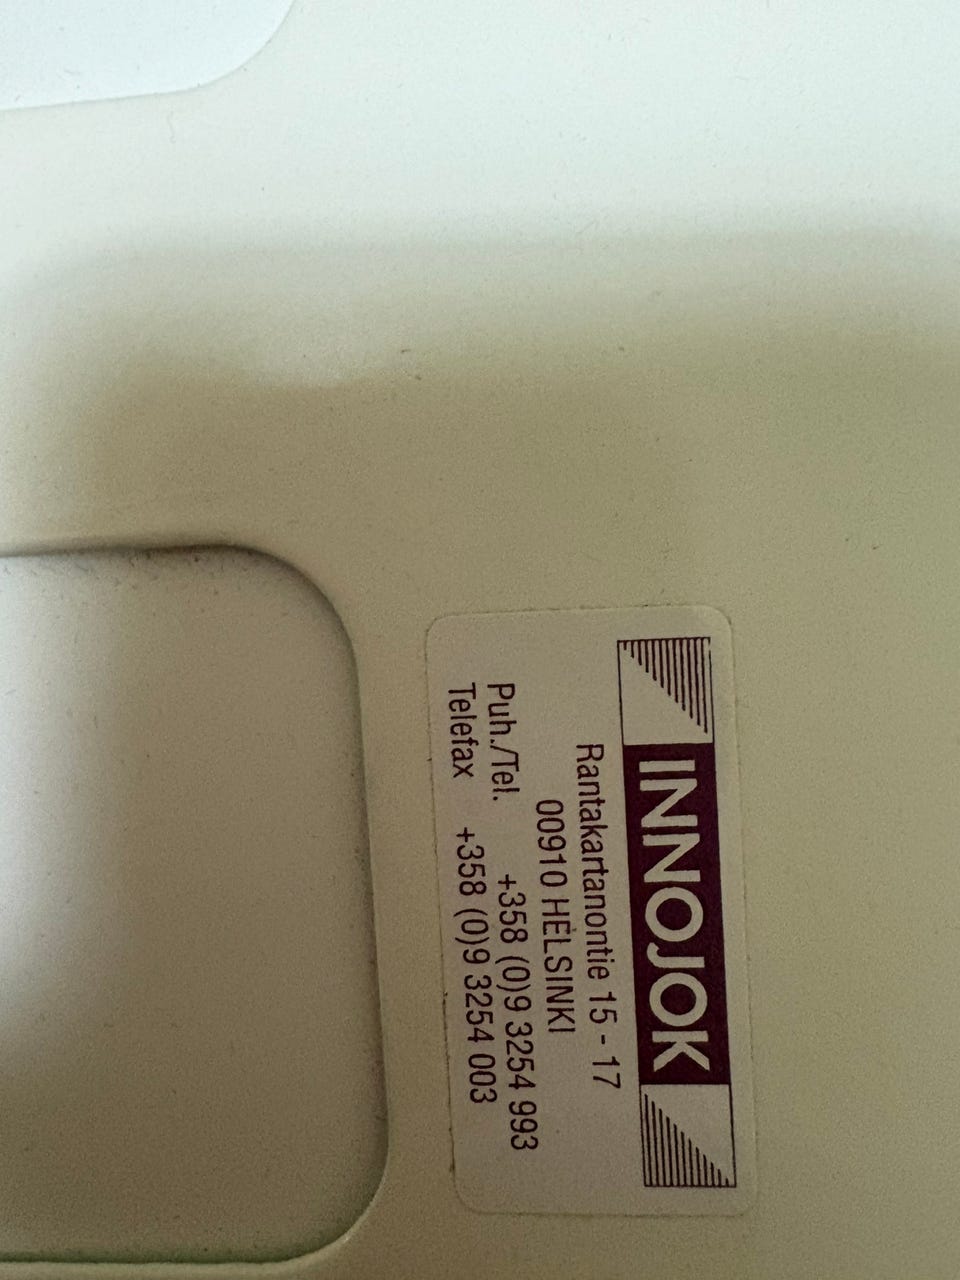 INNOJOK
Rantakartanontie 15 - 17
00910 HELSINKI
Puh./Tel. +358 (0)9 3254 993
Telefax +358 (0)9 3254 003